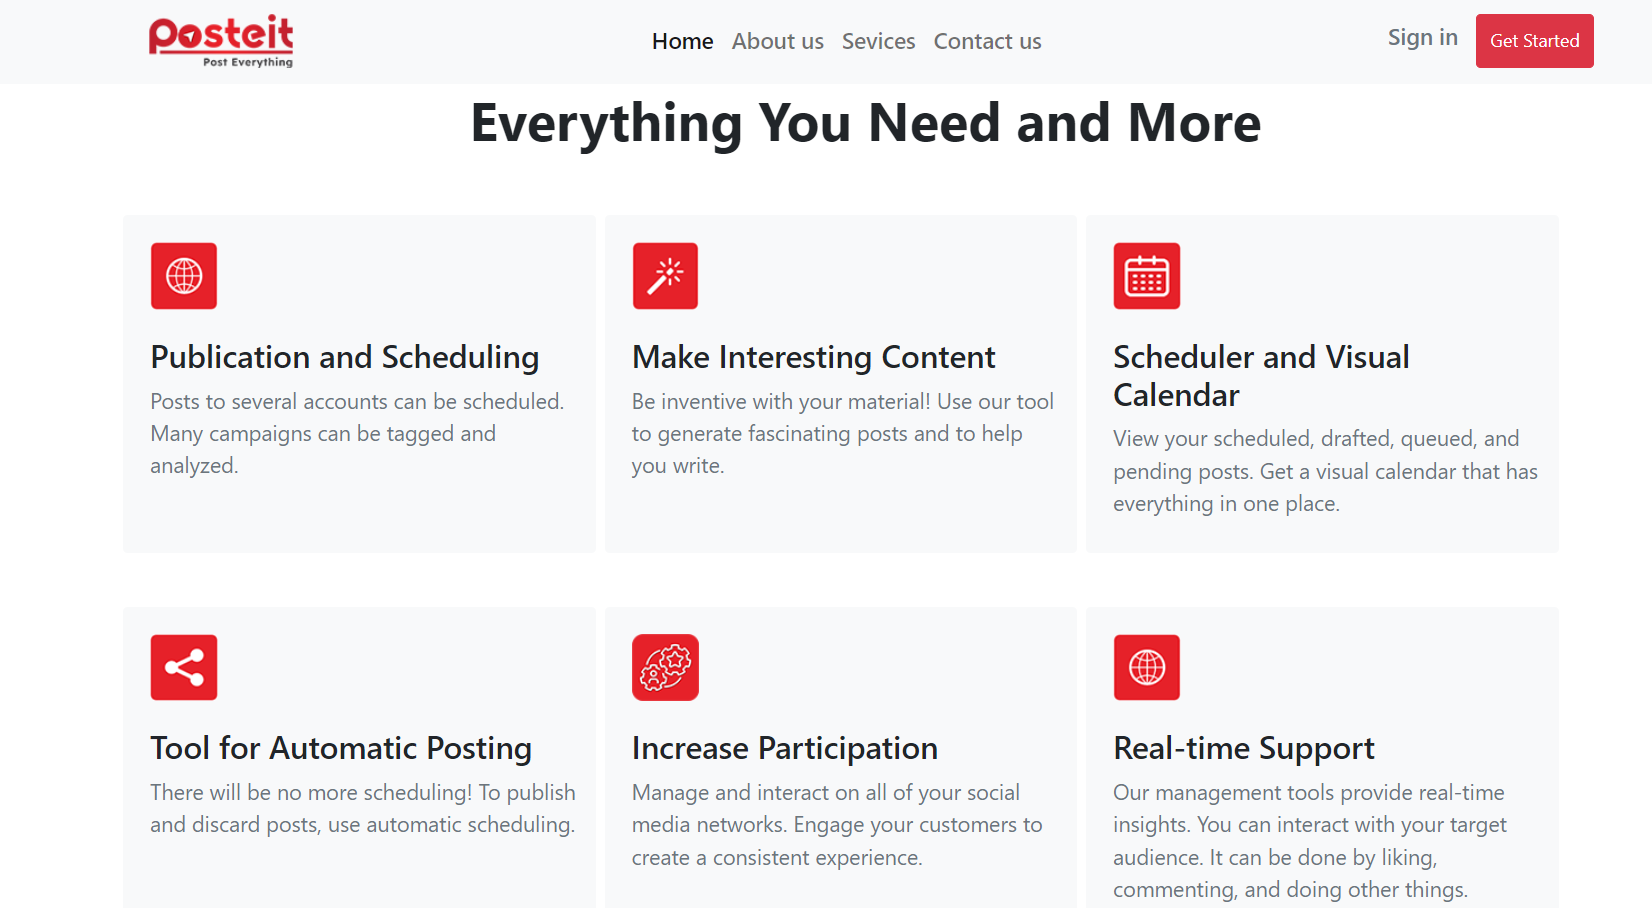 Posteit
Post Everything
Home About us Sevices Contact us
Sign in
Get Started
Everything You Need and More
Publication and Scheduling
Posts to several accounts can be scheduled.
Many campaigns can be tagged and
analyzed.
Make Interesting Content
Be inventive with your material! Use our tool
to generate fascinating posts and to help
you write.
Scheduler and Visual
Calendar
View your scheduled, drafted, queued, and
pending posts. Get a visual calendar that has
everything in one place.
Tool for Automatic Posting
There will be no more scheduling! To publish
and discard posts, use automatic scheduling.
Increase Participation
Manage and interact on all of your social
media networks. Engage your customers to
create a consistent experience.
Real-time Support
Our management tools provide real-time
insights. You can interact with your target
audience. It can be done by liking,
commenting, and doing other things.